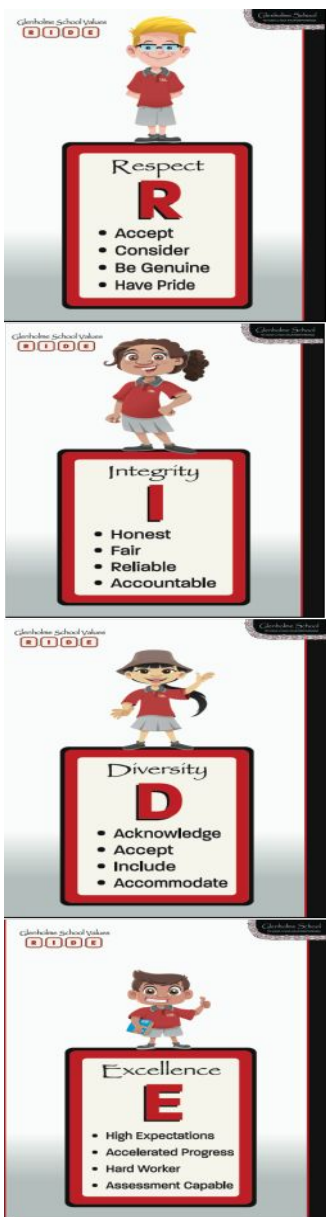 Glenholme School Values
R I D E
Glenholme School
Respect
R
• Accept
• Consider
• Be Genuine
• Have Pride
Glenholme School Values
R I D E
Glenholme School
Integrity
I
• Honest
• Fair
• Reliable
• Accountable
Glenholme School Values
R I D E
Glenholme School
Diversity
D
• Acknowledge
• Accept
• Include
• Accommodate
Glenholme School Values
R I D E
Glenholme School
Excellence
E
• High Expectations
• Accelerated Progress
• Hard Worker
• Assessment Capable